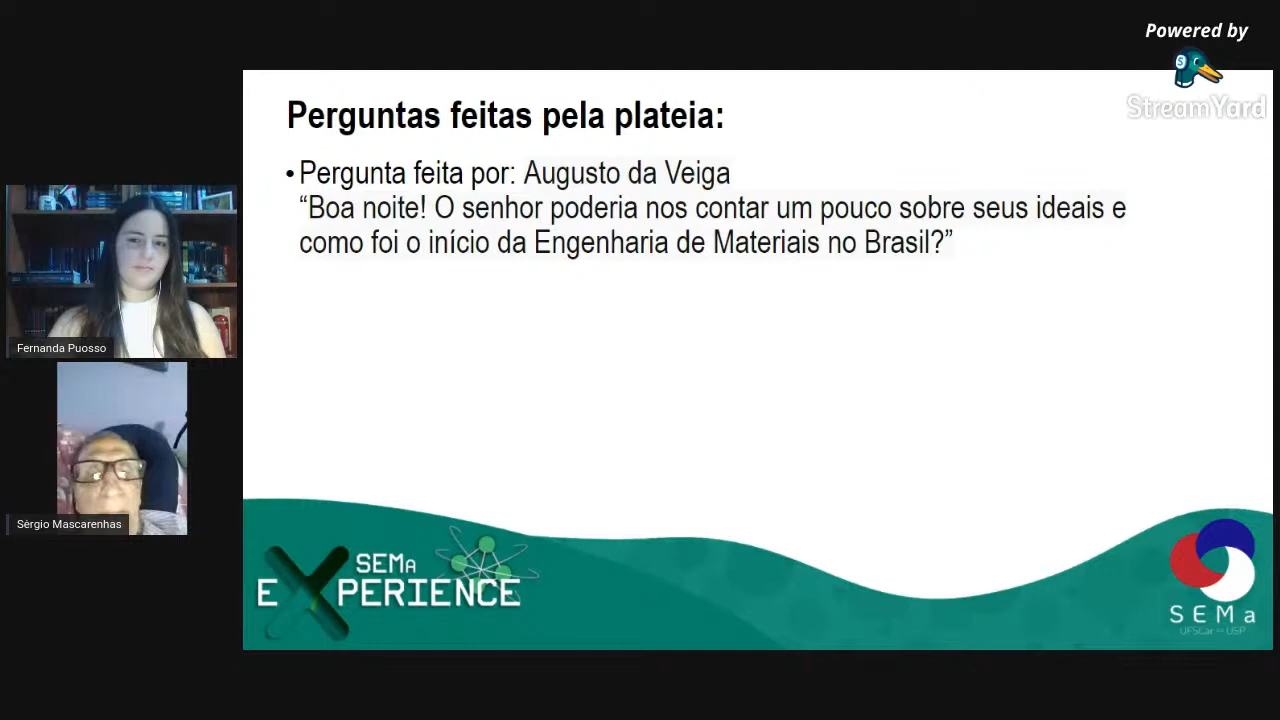 Powered by
StreamYard
Perguntas feitas pela plateia:
• Pergunta feita por: Augusto da Veiga
“Boa noite! O senhor poderia nos contar um pouco sobre seus ideais e
como foi o início da Engenharia de Materiais no Brasil?”
Fernanda Puosso
Sérgio Mascarenhas
SEMa
EXPERIENCE
SEMa
UFSCar USP